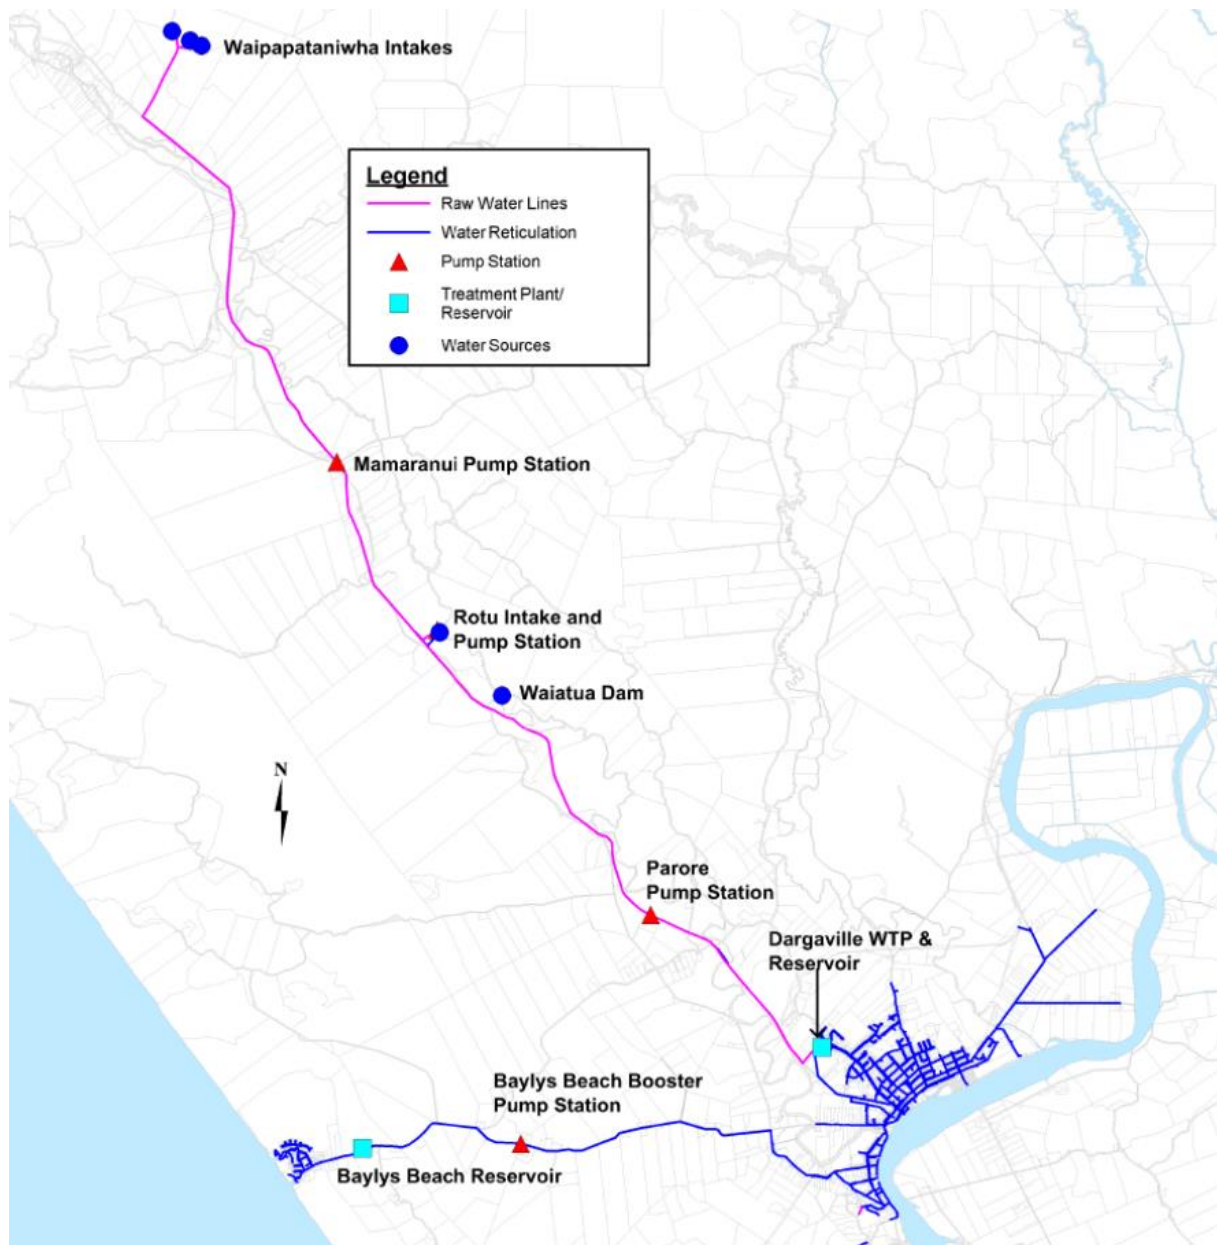 Waipapataniwha Intakes
Legend
Raw Water Lines
Water Reticulation
Pump Station
Treatment Plant/
Reservoir
Water Sources
Mamaranui Pump Station
Rotu Intake and
Pump Station
Waiatua Dam
N
Parore
Pump Station
Dargaville WTP &
Reservoir
Baylys Beach Booster
Pump Station
Baylys Beach Reservoir